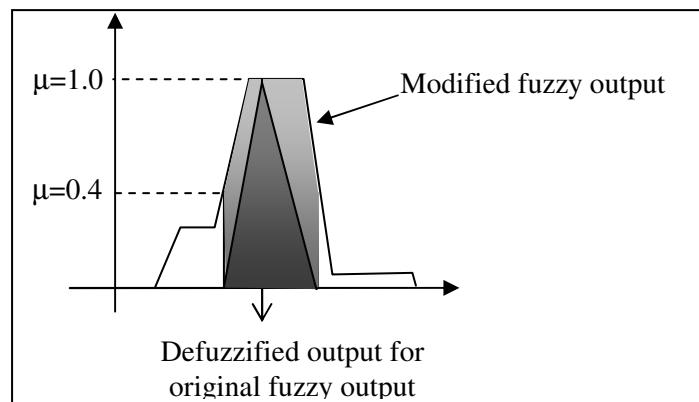 μ=1.0
Modified fuzzy output
μ=0.4
Defuzzified output for
original fuzzy output